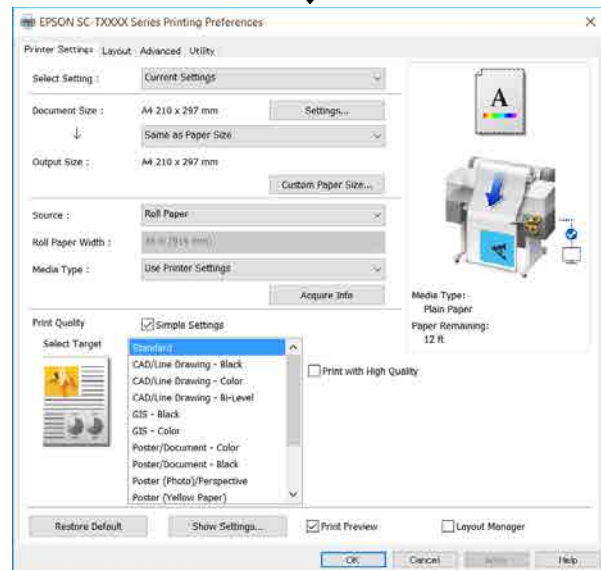 EPSON SC-TXXXX Series Printing Preferences
Printer Settings Layout Advanced Utility
Select Setting : Current Settings
Document Size : A4 210 x 297 mm Settings...
Same as Paper Size
Output Size : A4 210 x 297 mm
Custom Paper Size...
Source : Roll Paper
Roll Paper Width :
Media Type : Use Printer Settings
Acquire Info
Print Quality Simple Settings
Select Target
Standard
CAD/Line Drawing - Black
CAD/Line Drawing - Color
CAD/Line Drawing - Bi-Level
GIS - Black
GIS - Color
Poster/Document - Color
Poster/Document - Black
Poster (Photo)/Perspective
Poster (Yellow Paper)
Print with High Quality
A
A
Media Type:
Plain Paper
Paper Remaining:
12 ft
Restore Default Show Settings... Print Preview Layout Manager
OK Cancel Apply Help